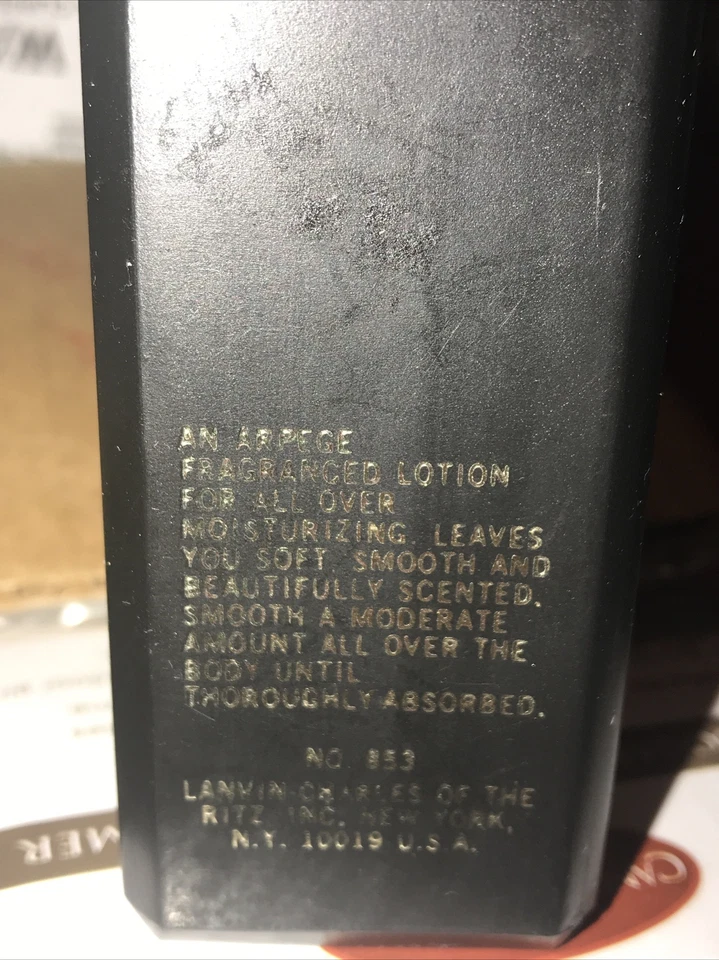 AN ARPEGE
FRAGRANCED LOTION
FOR ALL OVER
MOISTURIZING. LEAVES
YOU SOFT, SMOOTH AND
BEAUTIFULLY SCENTED.
SMOOTH A MODERATE
AMOUNT ALL OVER THE
BODY UNTIL
THOROUGHLY ABSORBED.
NO. 853
LANVIN-CHARLES OF THE
RITZ, INC. NEW YORK,
N.Y. 10019 U.S.A.